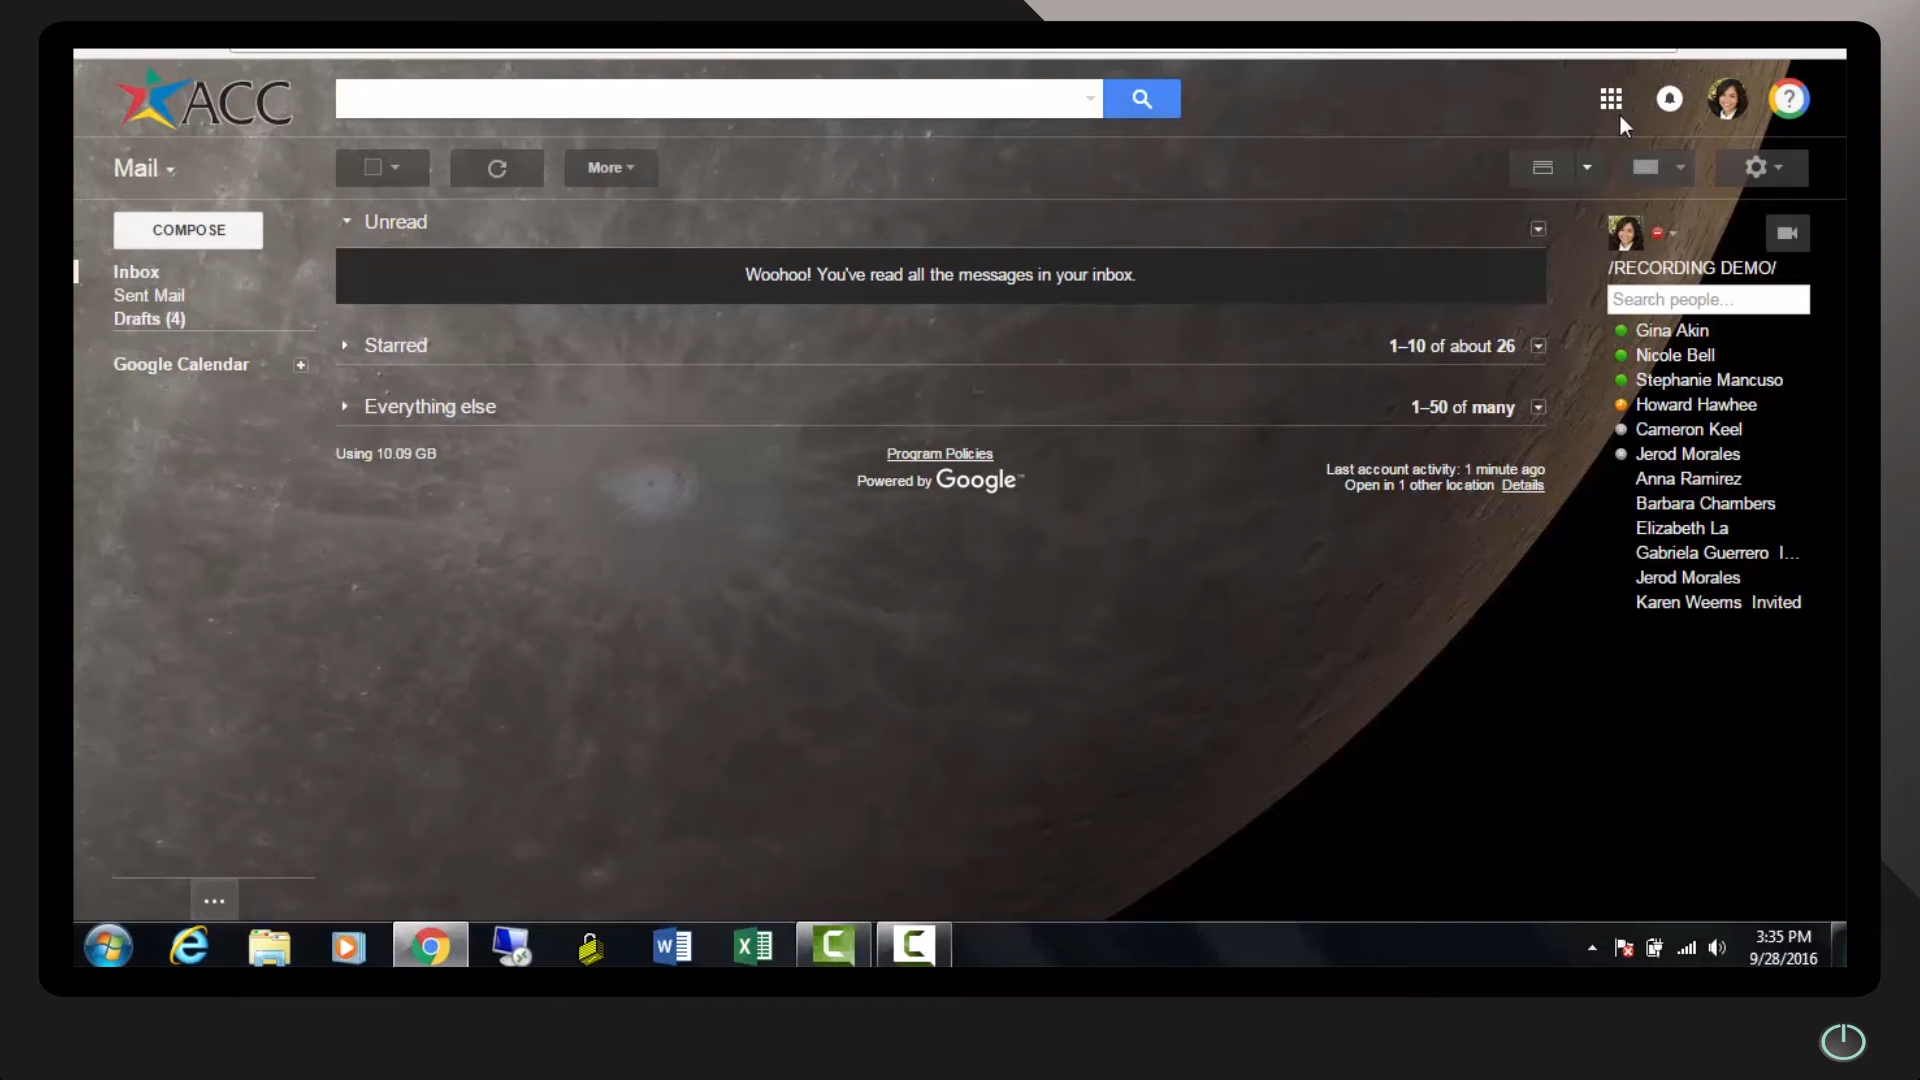 ACC
Mail
More
COMPOSE
Inbox
Sent Mail
Drafts (4)
Google Calendar
Unread
Woohoo! You've read all the messages in your inbox.
Starred
1–10 of about 26
Everything else
1–50 of many
Using 10.09 GB
Program Policies
Powered by Google™
Last account activity: 1 minute ago
Open in 1 other location Details
/RECORDING DEMO/
Search people...
Gina Akin
Nicole Bell
Stephanie Mancuso
Howard Hawhee
Cameron Keel
Jerod Morales
Anna Ramirez
Barbara Chambers
Elizabeth La
Gabriela Guerrero I...
Jerod Morales
Karen Weems Invited
3:35 PM
9/28/2016